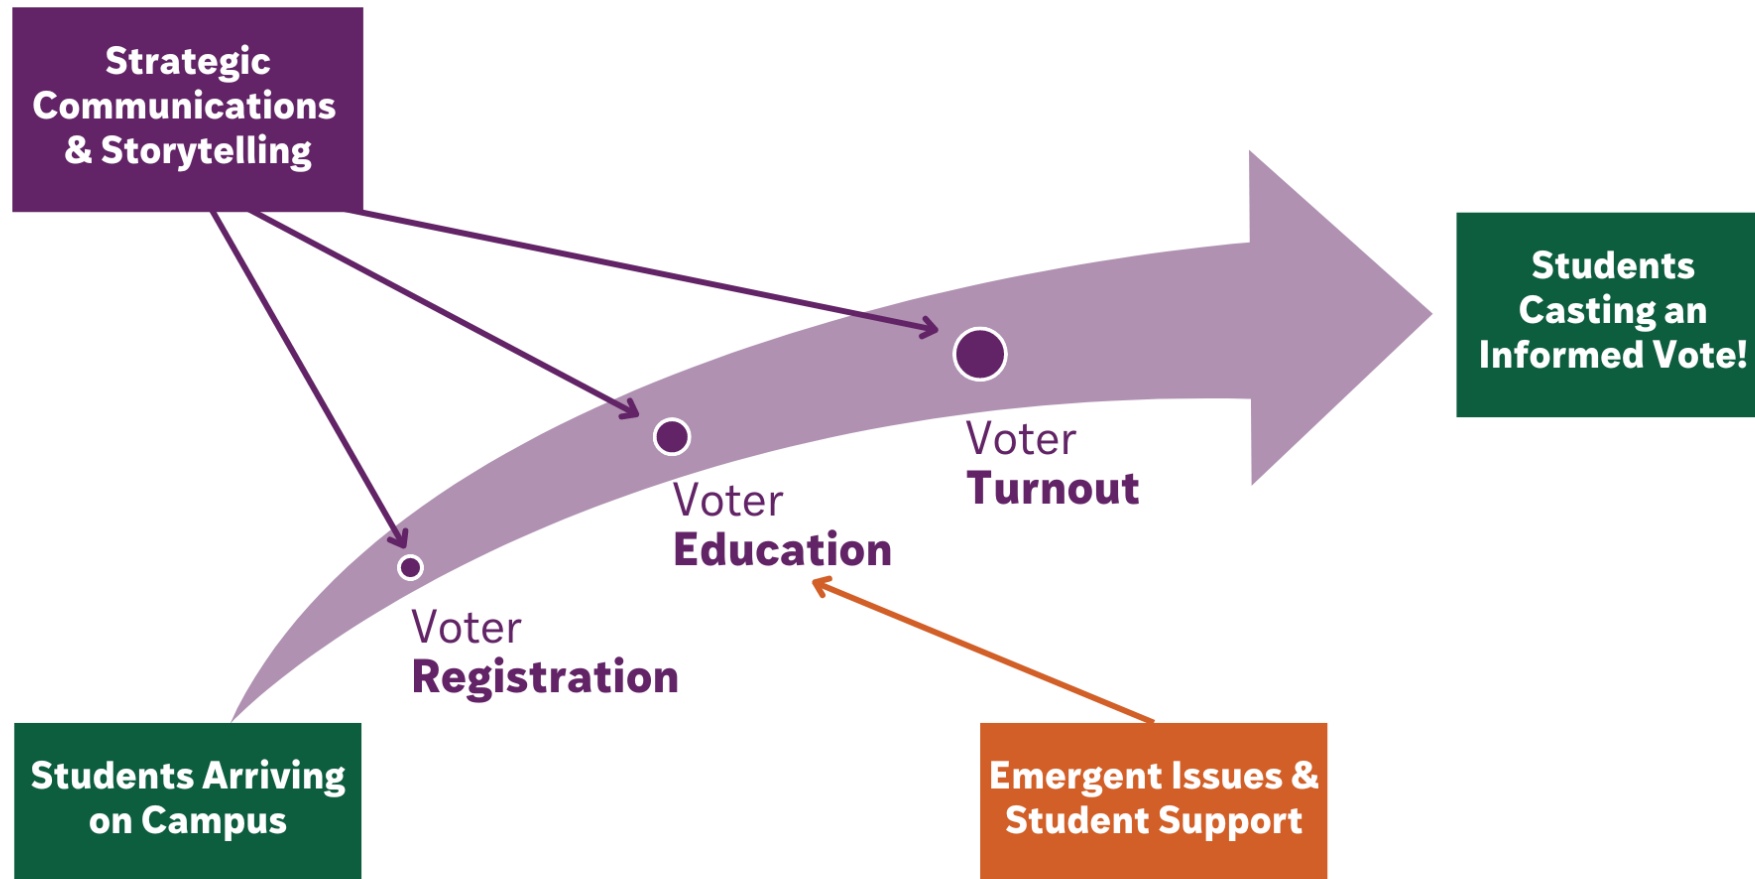 Strategic
Communications
& Storytelling
Students
Casting an
Informed Vote!
Voter
Turnout
Voter
Education
Voter
Registration
Students Arriving
on Campus
Emergent Issues &
Student Support